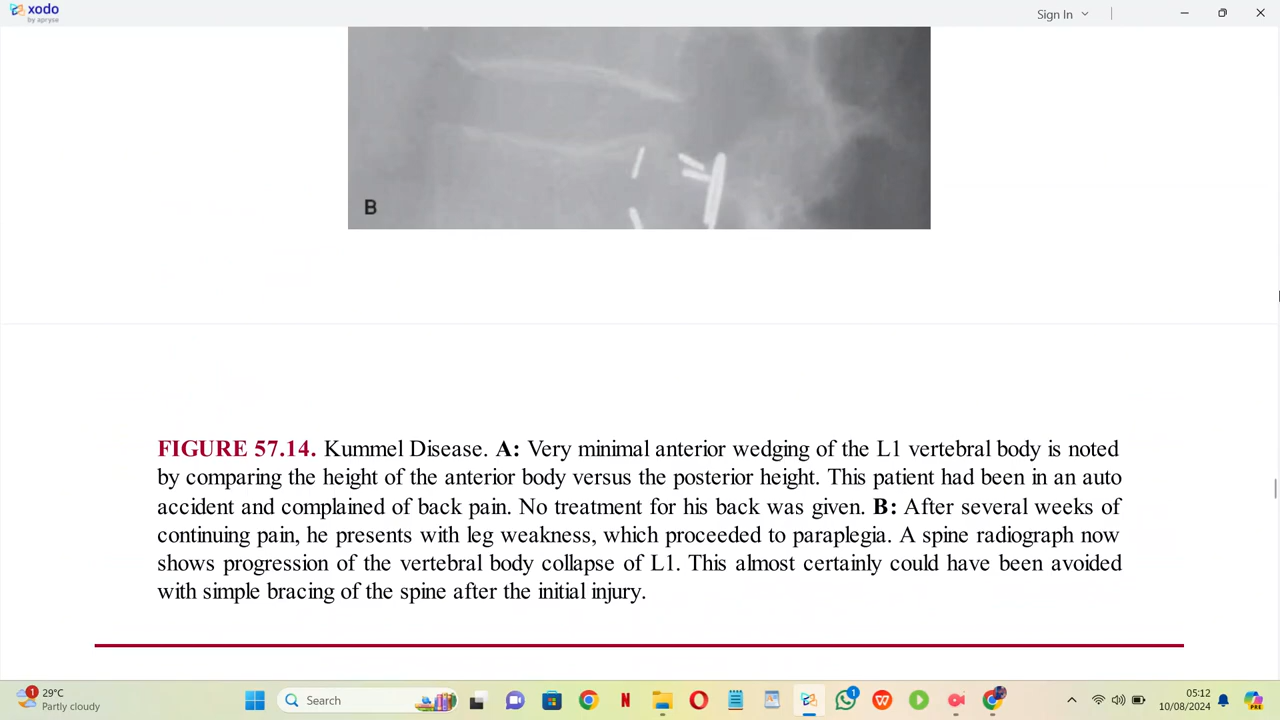 xodo
by apryse
Sign In
B
FIGURE 57.14. Kummel Disease. A: Very minimal anterior wedging of the L1 vertebral body is noted
by comparing the height of the anterior body versus the posterior height. This patient had been in an auto
accident and complained of back pain. No treatment for his back was given. B: After several weeks of
continuing pain, he presents with leg weakness, which proceeded to paraplegia. A spine radiograph now
shows progression of the vertebral body collapse of L1. This almost certainly could have been avoided
with simple bracing of the spine after the initial injury.
1
29°C
Partly cloudy
Search
1
05:12
10/08/2024